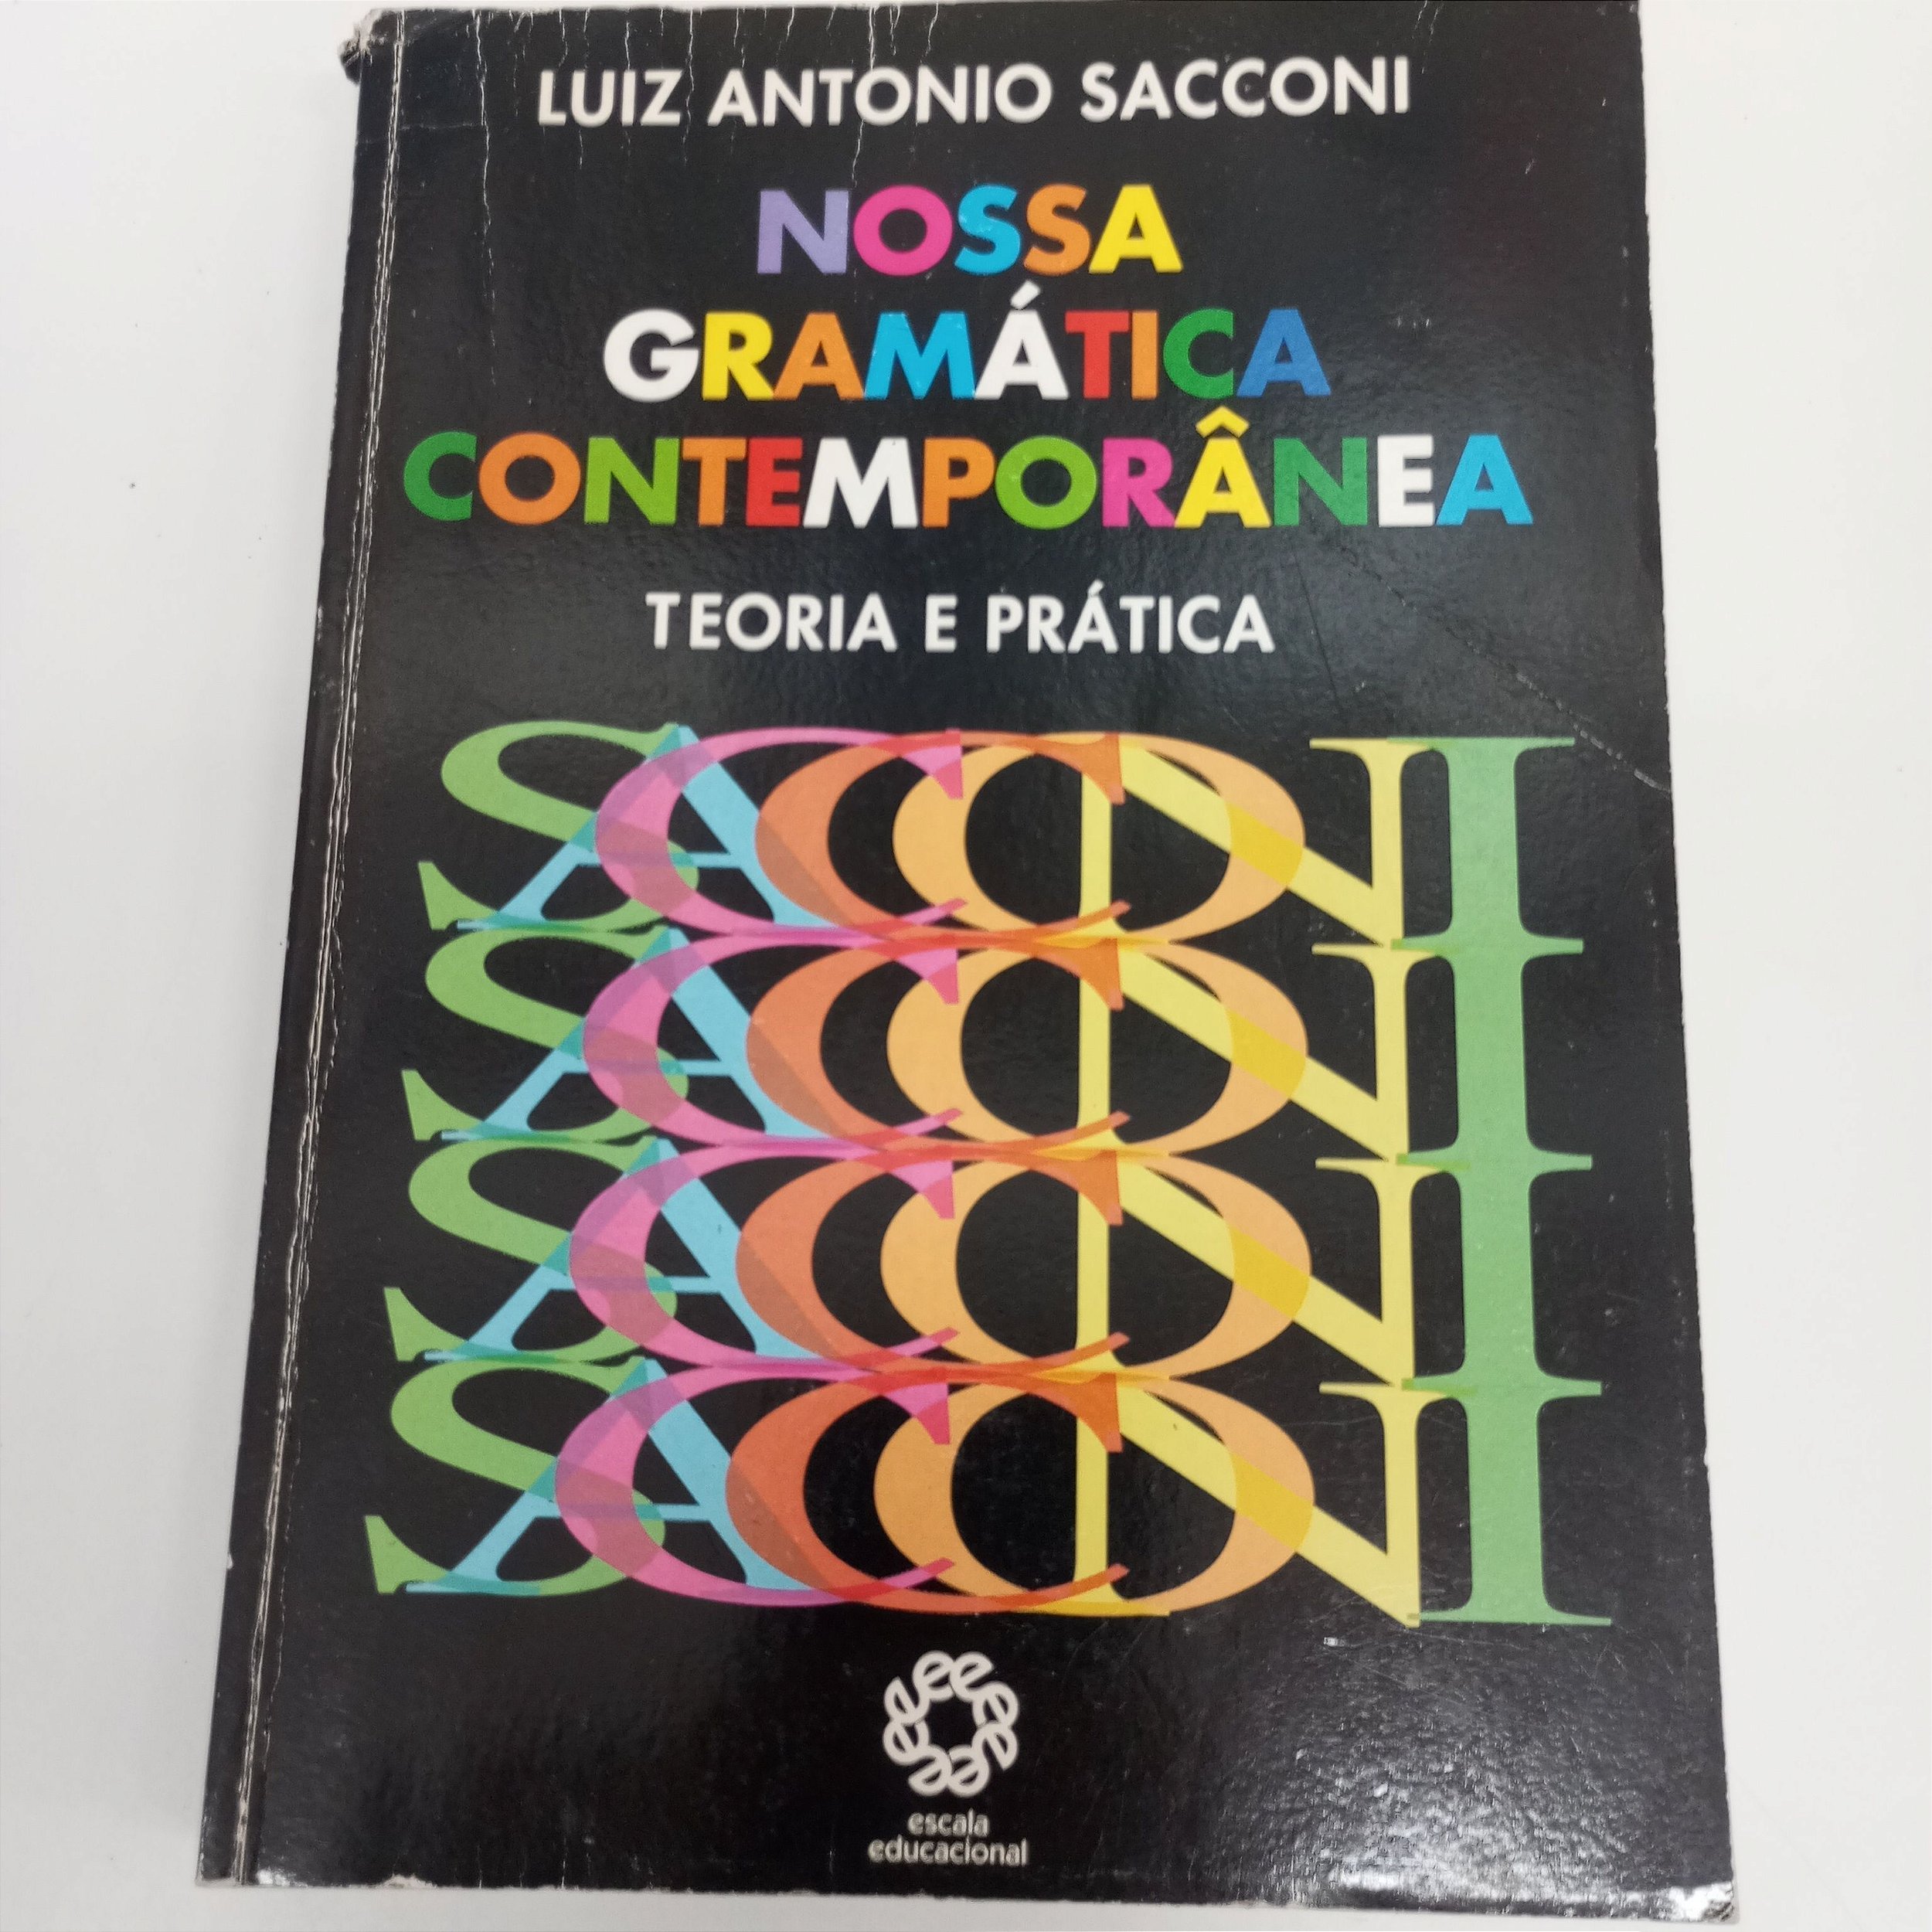 LUIZ ANTONIO SACCONI
NOSSA
GRAMÁTICA
CONTEMPORÂNEA
TEORIA E PRÁTICA
SACCONI
SACCONI
SACCONI
SACCONI
escala
educacional